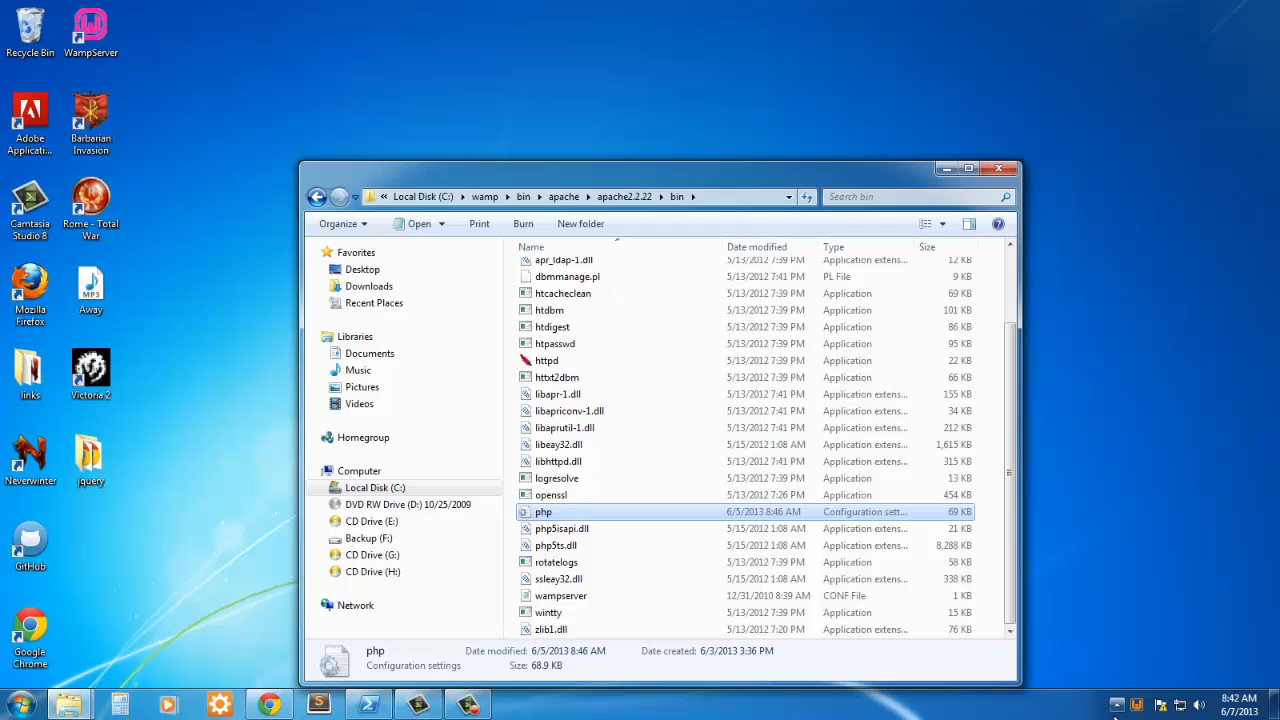 Recycle Bin
WampServer
Adobe Applicati...
Barbarian Invasion
Camtasia Studio 8
Rome - Total War
Mozilla Firefox
Away
links
Victoria 2
Neverwinter
jquery
GitHub
Google Chrome
« Local Disk (C:) ▸ wamp ▸ bin ▸ apache ▸ apache2.2.22 ▸ bin ▸
Search bin
Organize Open Print Burn New folder
Favorites
Desktop
Downloads
Recent Places
Libraries
Documents
Music
Pictures
Videos
Homegroup
Computer
Local Disk (C:)
DVD RW Drive (D:) 10/25/2009
CD Drive (E:)
Backup (F:)
CD Drive (G:)
CD Drive (H:)
Network
Name Date modified Type Size
apr_ldap-1.dll 5/13/2012 7:39 PM Application extens... 12 KB
dbmmanage.pl 5/13/2012 7:41 PM PL File 9 KB
htcacheclean 5/13/2012 7:39 PM Application 69 KB
htdbm 5/13/2012 7:39 PM Application 101 KB
htdigest 5/13/2012 7:39 PM Application 86 KB
htpasswd 5/13/2012 7:39 PM Application 95 KB
httpd 5/13/2012 7:39 PM Application 22 KB
httxt2dbm 5/13/2012 7:39 PM Application 66 KB
libapr-1.dll 5/13/2012 7:41 PM Application extens... 155 KB
libapriconv-1.dll 5/13/2012 7:41 PM Application extens... 34 KB
libaprutil-1.dll 5/13/2012 7:41 PM Application extens... 212 KB
libeay32.dll 5/15/2012 1:08 AM Application extens... 1,615 KB
libhttpd.dll 5/13/2012 7:39 PM Application extens... 315 KB
logresolve 5/13/2012 7:39 PM Application 13 KB
openssl 5/13/2012 7:26 PM Application 454 KB
php 6/5/2013 8:46 AM Configuration sett... 69 KB
php5isapi.dll 5/15/2012 1:08 AM Application extens... 21 KB
php5ts.dll 5/15/2012 1:08 AM Application extens... 8,288 KB
rotatelogs 5/13/2012 7:39 PM Application 58 KB
ssleay32.dll 5/15/2012 1:08 AM Application extens... 338 KB
wampserver 12/31/2010 8:39 AM CONF File 1 KB
wintty 5/13/2012 7:39 PM Application 15 KB
zlib1.dll 5/13/2012 7:20 PM Application extens... 76 KB
php Date modified: 6/5/2013 8:46 AM Date created: 6/3/2013 3:36 PM
Configuration settings Size: 68.9 KB
8:42 AM
6/7/2013